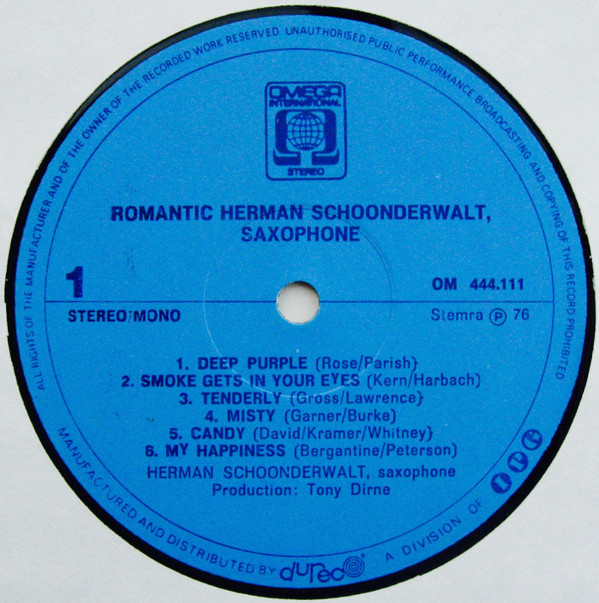 ALL RIGHTS OF THE MANUFACTURER AND OF THE OWNER OF THE RECORDED WORK RESERVED UNAUTHORISED PUBLIC PERFORMANCE BROADCASTING AND COPYING OF THIS RECORD PROHIBITED
OMEGA
INTERNATIONAL
STEREO
ROMANTIC HERMAN SCHOONDERWALT,
SAXOPHONE
1
OM 444.111
STEREO/MONO
Stemra Ⓟ 76
1. DEEP PURPLE (Rose/Parish}
2. SMOKE GETS IN YOUR EYES (Kern/Harbach)
3. TENDERLY (Gross/Lawrence}
4. MISTY (Garner/Burke)
5. CANDY (David/Kramer/Whitney}
6. MY HAPPINESS (Bergantine/Peterson)
HERMAN SCHOONDERWALT, saxophone
Production: Tony Dirne
MANUFACTURED AND DISTRIBUTED BY dureco A DIVISION OF